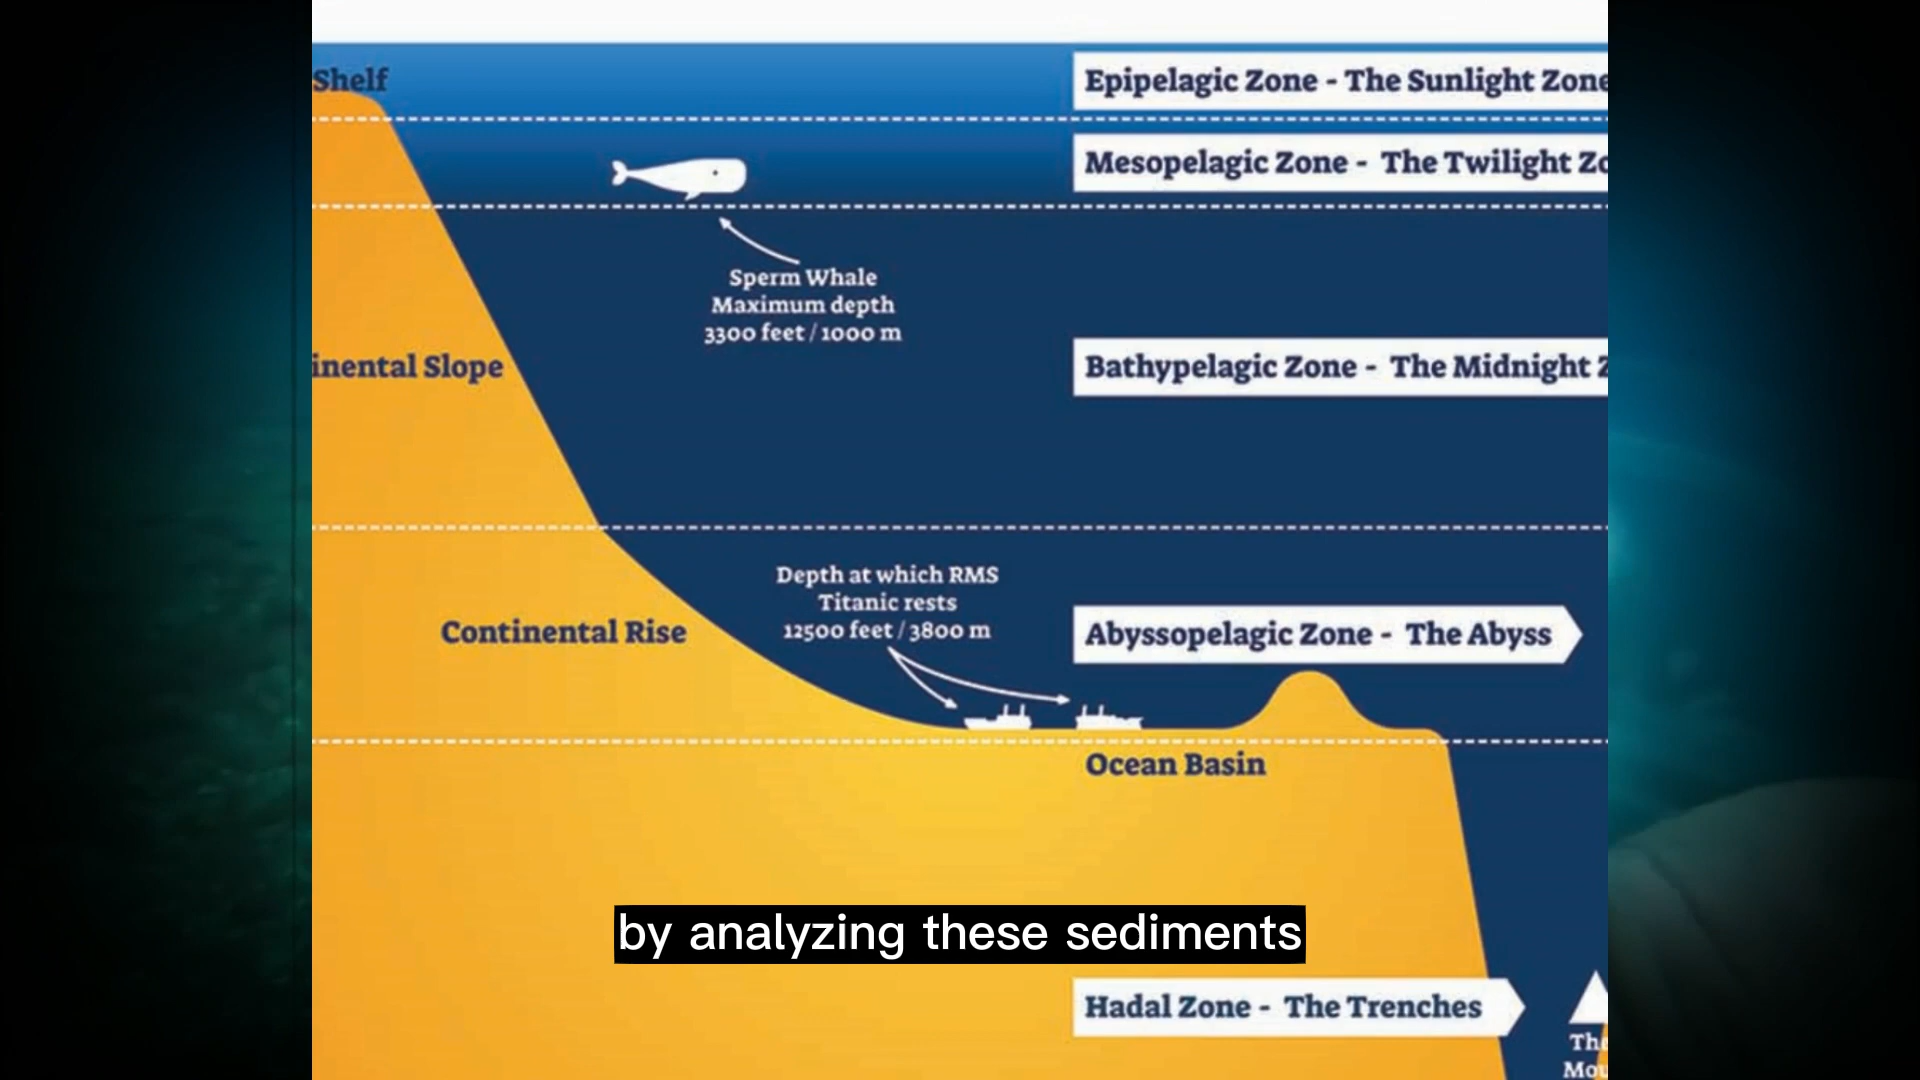 Shelf
Epipelagic Zone - The Sunlight Zone
Mesopelagic Zone - The Twilight
Sperm Whale
Maximum depth
3300 feet / 1000 m
Slope
Bathypelagic Zone - The Midnight
Depth at which RMS
Titanic rests
12500 feet / 3800 m
Continental Rise
Abyssopelagic Zone - The Abyss
Ocean Basin
by analyzing these sediments
Hadal Zone - The Trenches